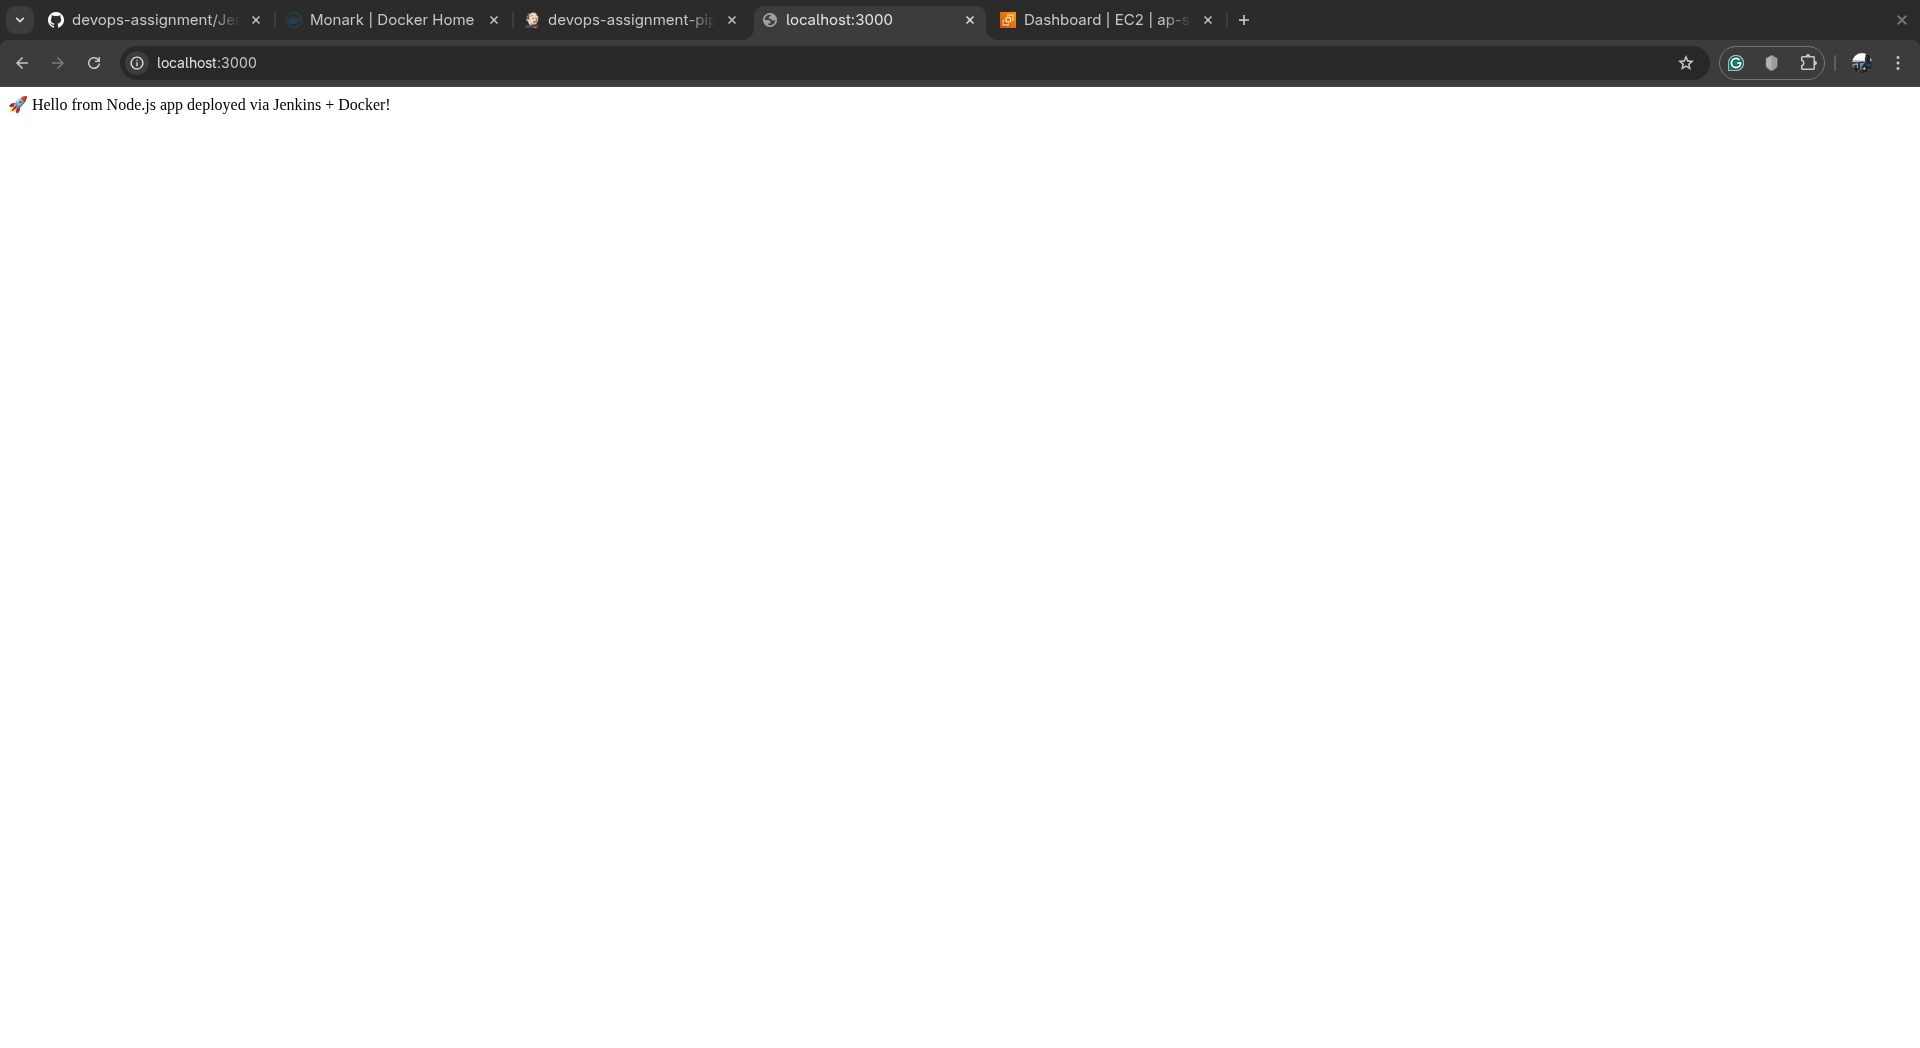 devops-assignment/Je
Monark | Docker Home
devops-assignment-pip
localhost:3000
Dashboard | EC2 | ap-s
localhost:3000
🚀 Hello from Node.js app deployed via Jenkins + Docker!